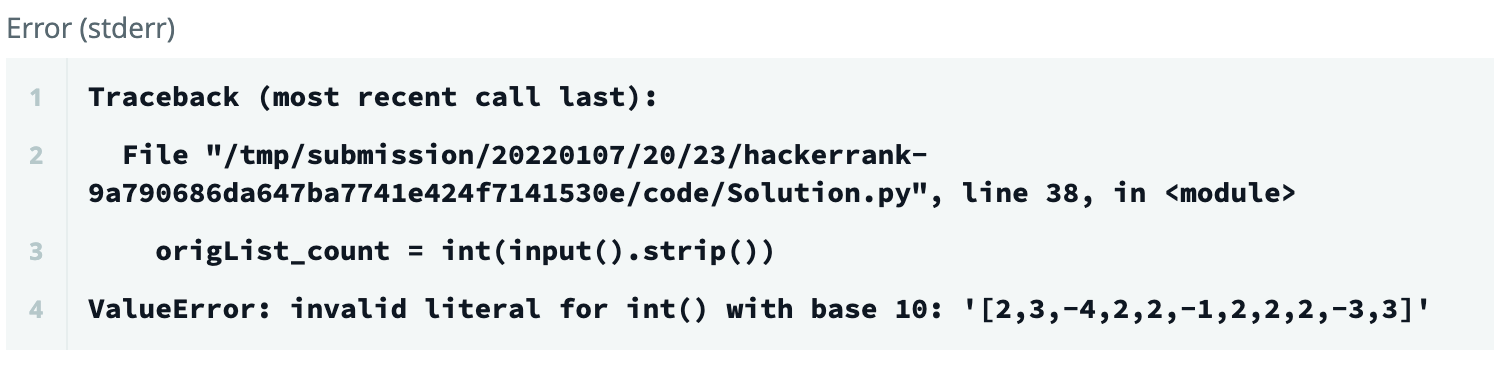 Error (stderr)
1 Traceback (most recent call last):
2 File "/tmp/submission/20220107/20/23/hackerrank-
9a790686da647ba7741e424f7141530e/code/Solution.py", line 38, in <module>
3 origList_count = int(input().strip())
4 ValueError: invalid literal for int() with base 10: '[2,3,-4,2,2,-1,2,2,2,-3,3]'